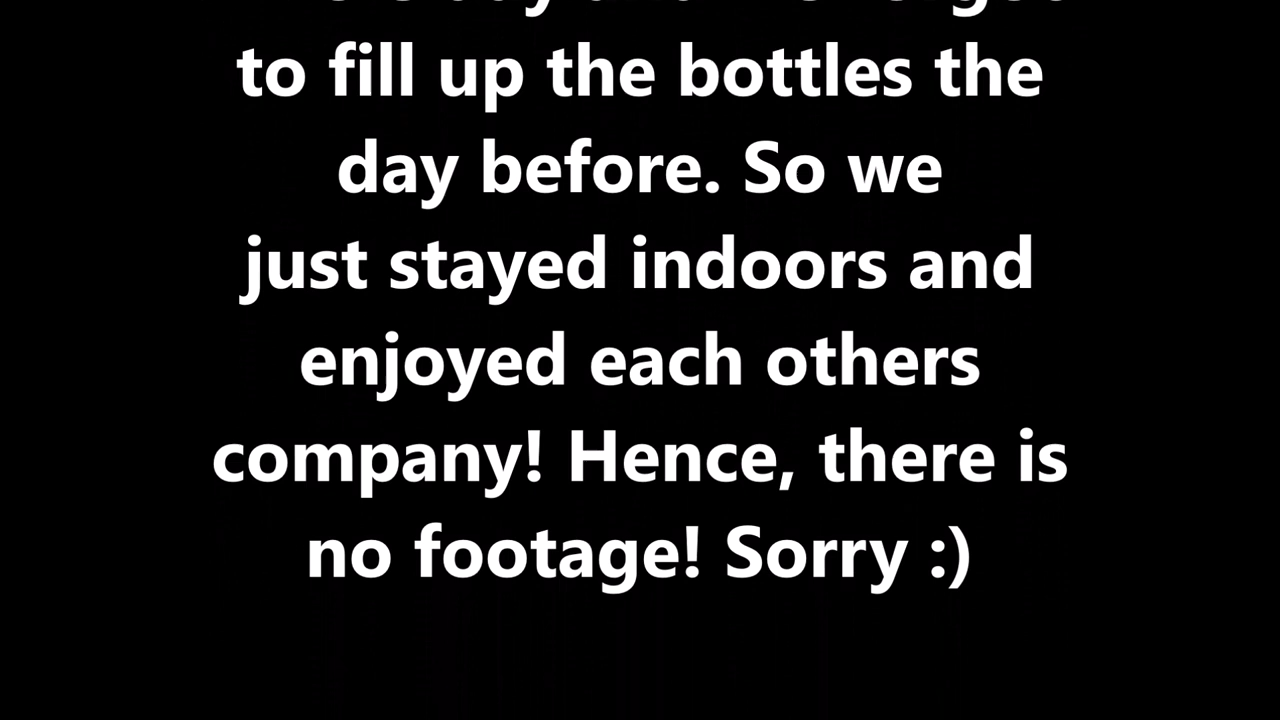 to fill up the bottles the
day before. So we
just stayed indoors and
enjoyed each others
company! Hence, there is
no footage! Sorry :)